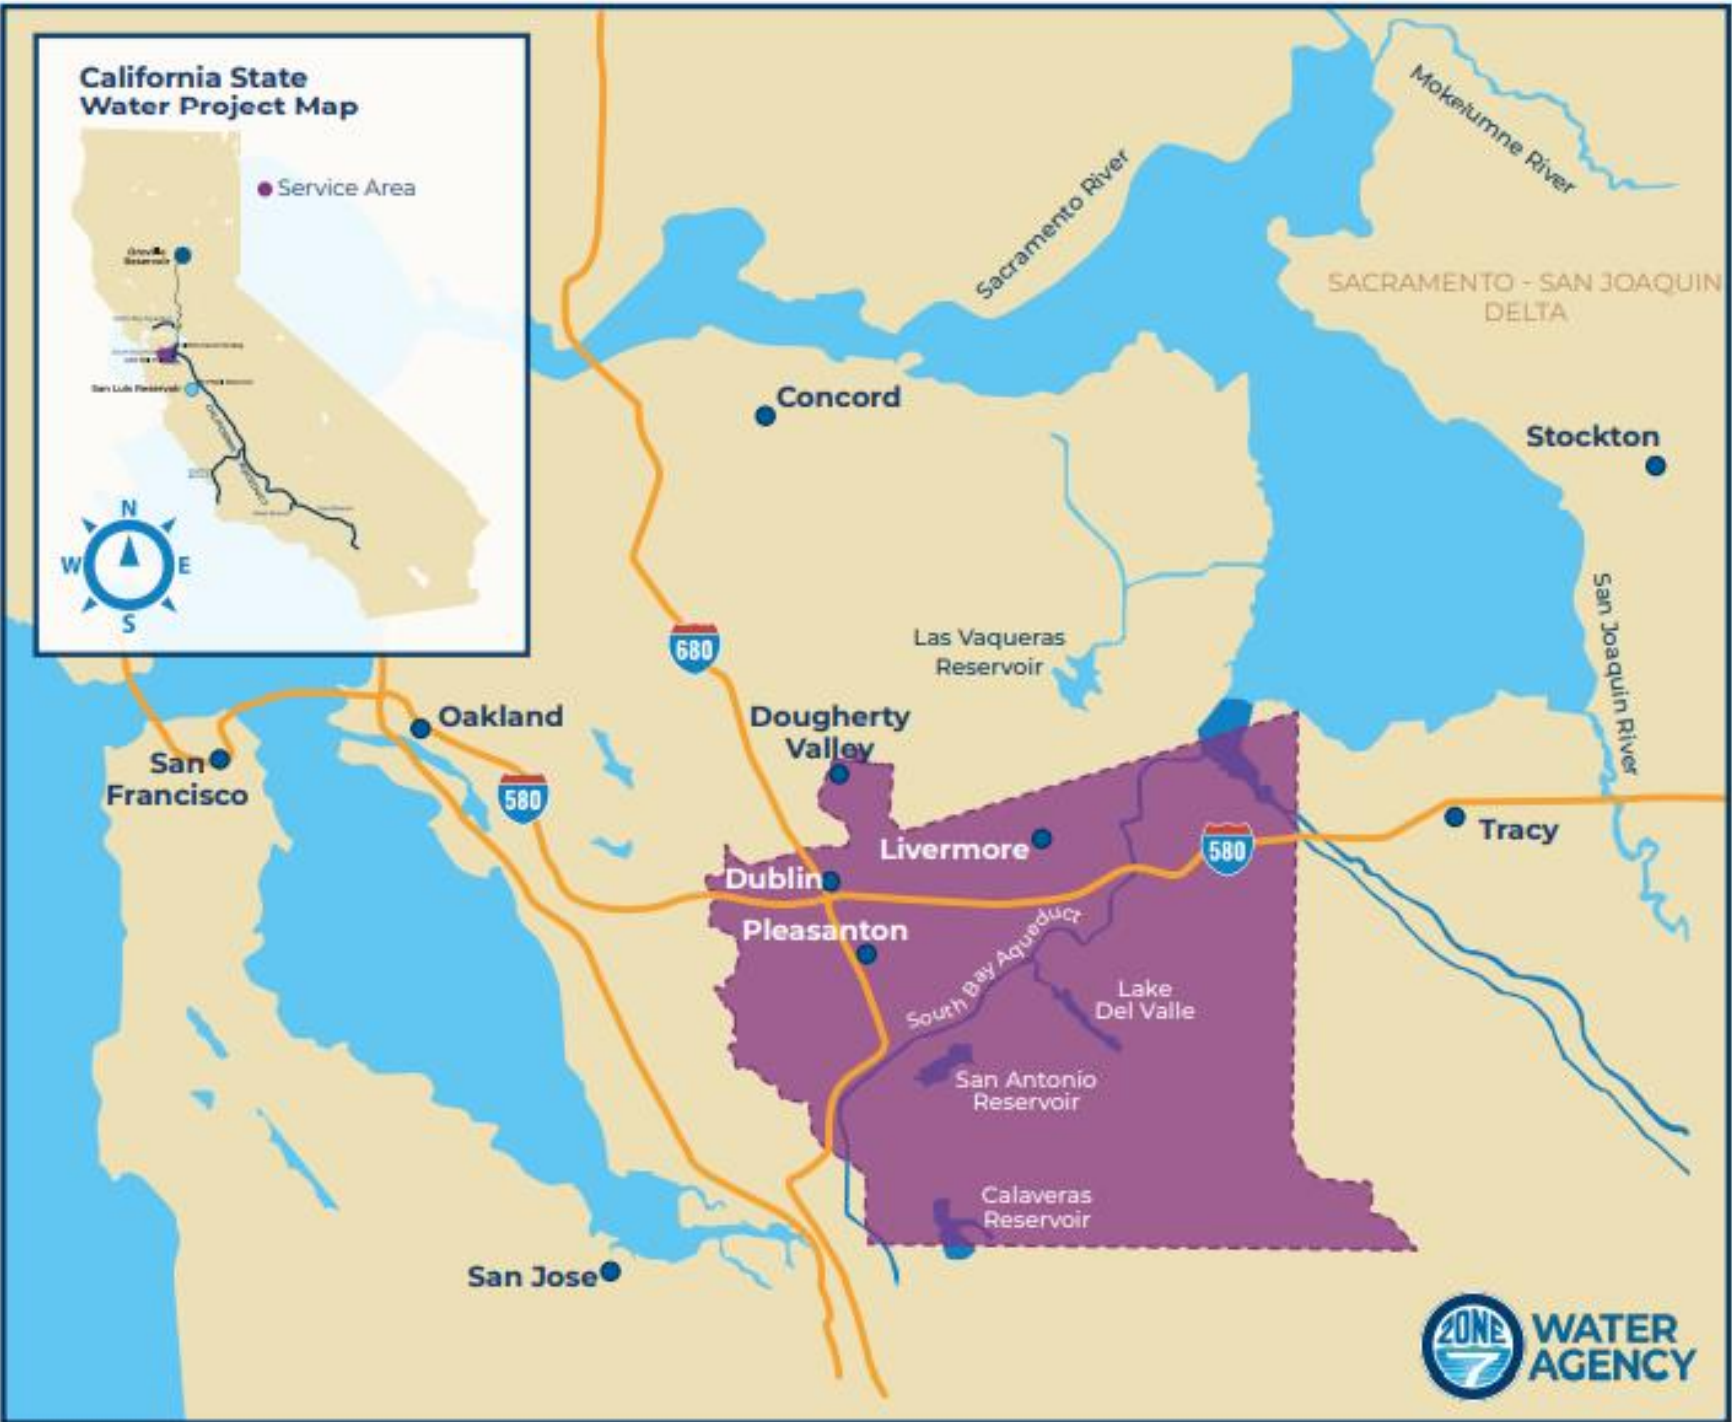 California State
Water Project Map
Service Area
Oroville
Reservoir
San Luis Reservoir
N
W
E
S
Mokelumne River
Sacramento River
SACRAMENTO - SAN JOAQUIN
DELTA
Concord
Stockton
San Joaquin River
680
Las Vaqueras
Reservoir
Oakland
Dougherty
Valley
San
Francisco
580
Livermore
580
Tracy
Dublin
Pleasanton
South Bay Aqueduct
Lake
Del Valle
San Antonio
Reservoir
Calaveras
Reservoir
San Jose
ZONE
7
WATER
AGENCY